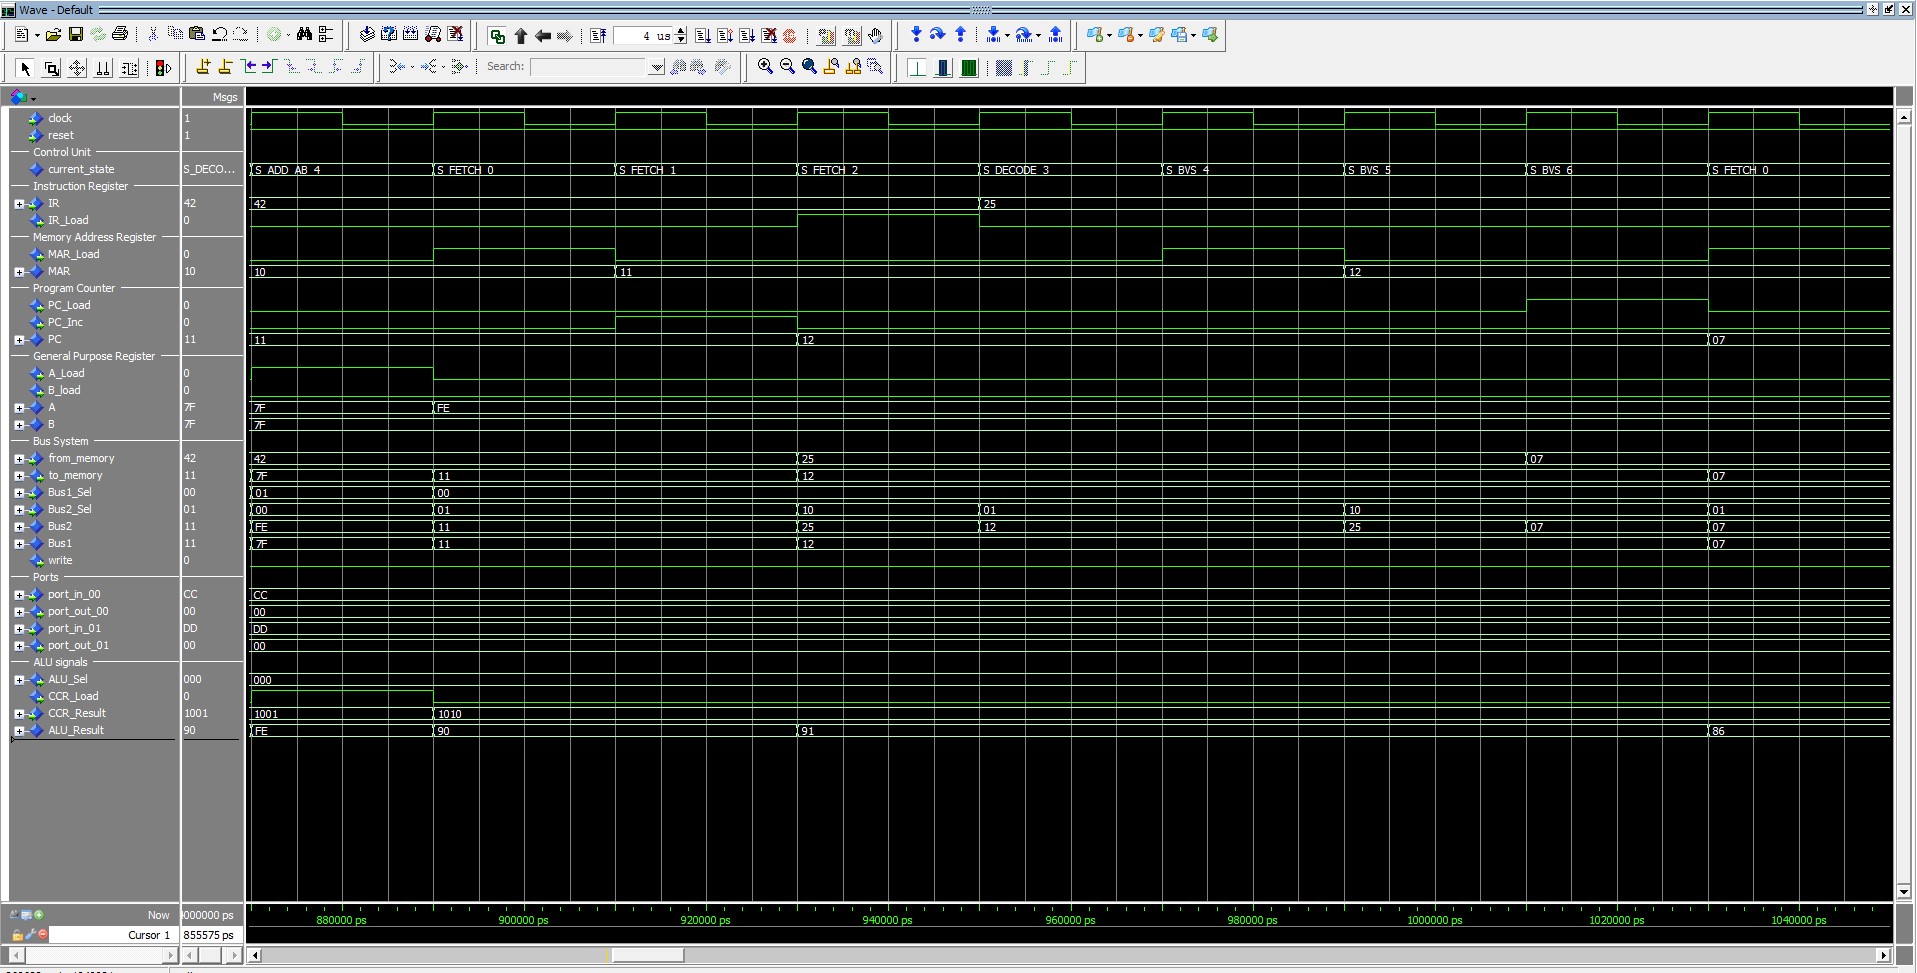 Wave - Default
4 us
Search:
Msgs
clock 1
reset 1
Control Unit
current_state S_DECO... S_ADD_AB_4 S_FETCH_0 S_FETCH_1 S_FETCH_2 S_DECODE_3 S_BVS_4 S_BVS_5 S_BVS_6 S_FETCH_0
Instruction Register
IR 42 42 25
IR_Load 0
Memory Address Register
MAR_Load 0
MAR 10 10 11 12
Program Counter
PC_Load 0
PC_Inc 0
PC 11 11 12 07
General Purpose Register
A_Load 0
B_load 0
A 7F 7F FE
B 7F 7F
Bus System
from_memory 42 42 25 07
to_memory 11 7F 11 12 07
Bus1_Sel 00 01 00
Bus2_Sel 01 00 01 10 01 10 01
Bus2 11 FE 11 25 12 25 07 07
Bus1 11 7F 11 12 07
write 0
Ports
port_in_00 CC CC
port_out_00 00 00
port_in_01 DD DD
port_out_01 00 00
ALU signals
ALU_Sel 000 000
CCR_Load 0
CCR_Result 1001 1001 1010
ALU_Result 90 FE 90 91 86
Now 000000 ps 880000 ps 900000 ps 920000 ps 940000 ps 960000 ps 980000 ps 1000000 ps 1020000 ps 1040000 ps
Cursor 1 855575 ps